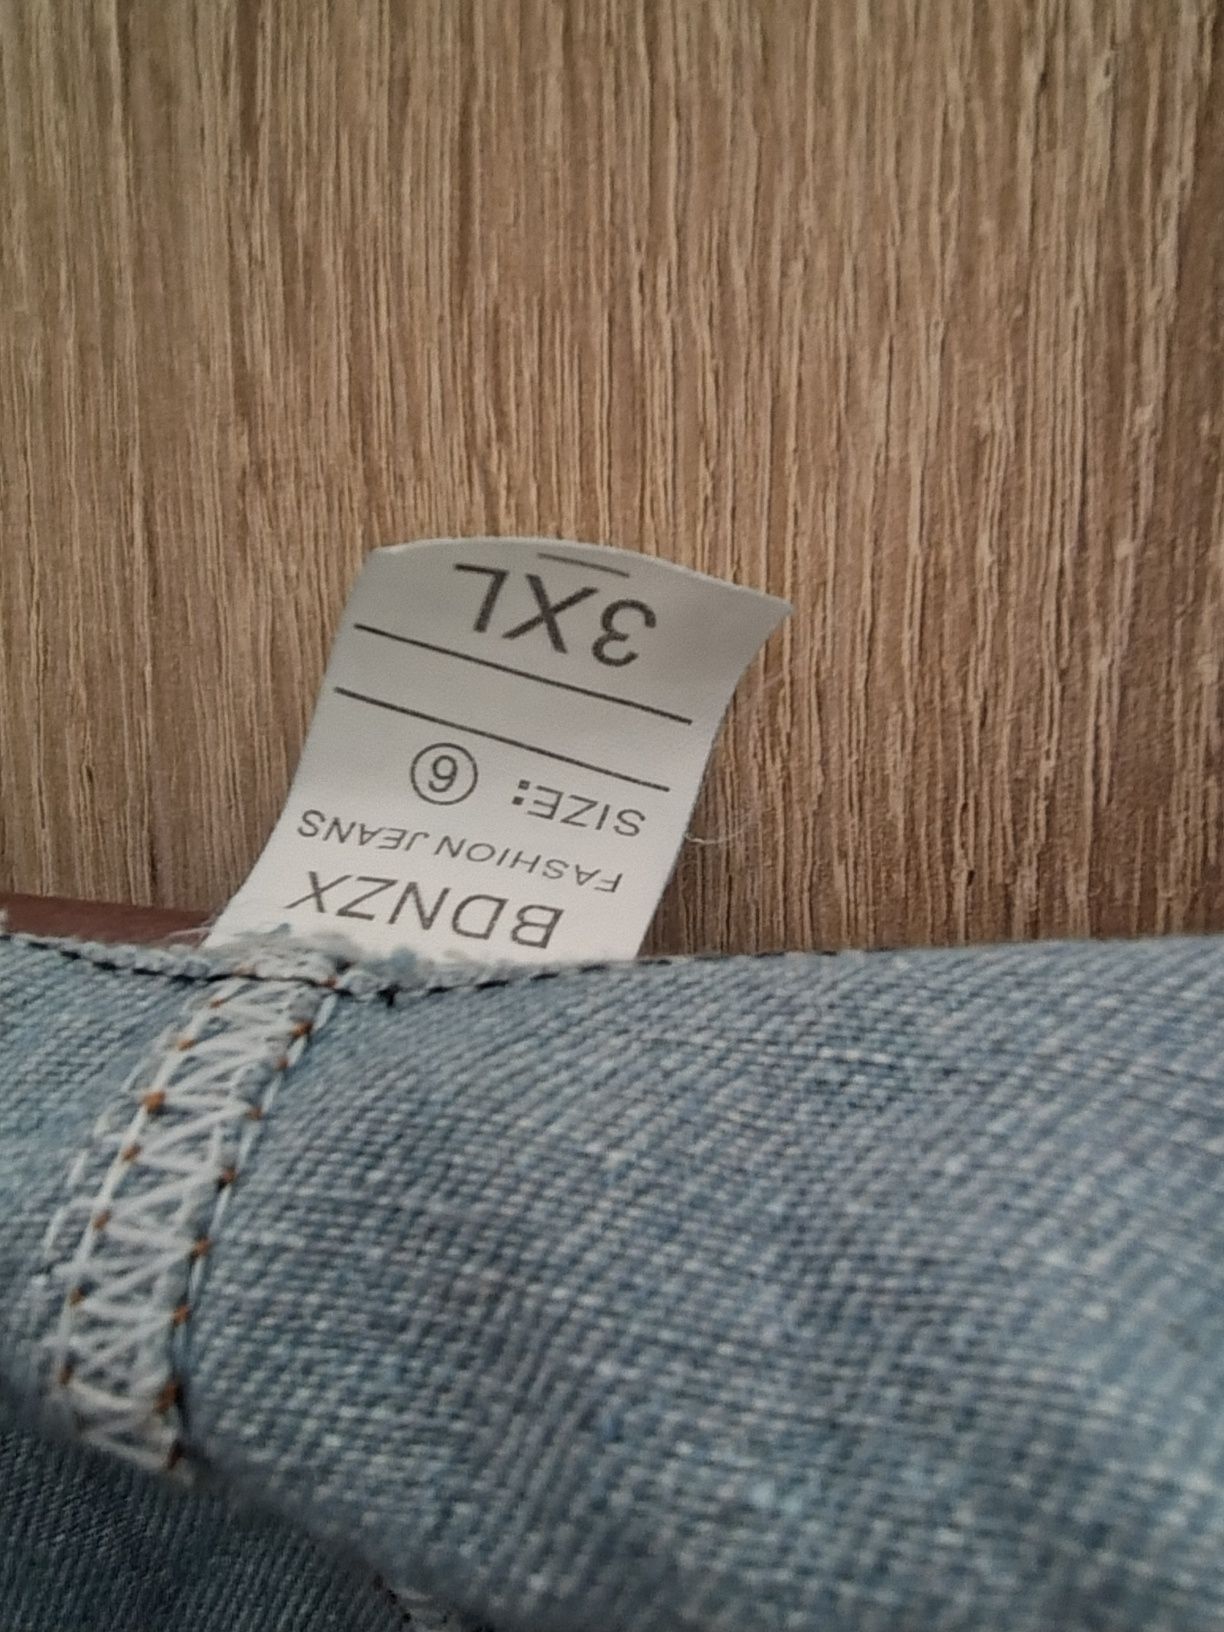 BDNZX
FASHION JEANS
SIZE: ⑥
3XL